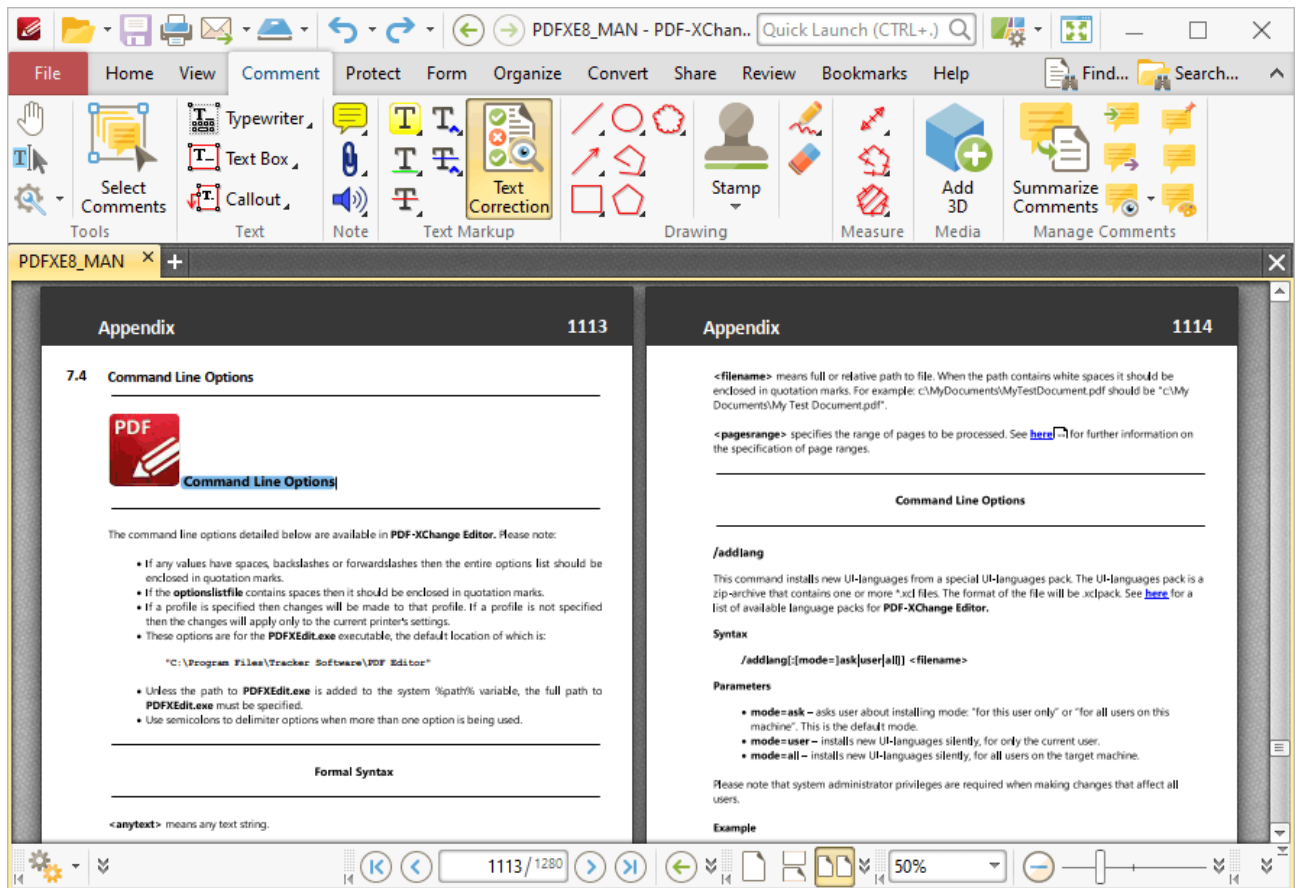 PDFXE8_MAN - PDF-XChan.. Quick Launch (CTRL+.)
File Home View Comment Protect Form Organize Convert Share Review Bookmarks Help Find... Search...
Select Comments
Tools
Typewriter
Text Box
Callout
Text
Note
Text Correction
Text Markup
Stamp
Drawing
Measure
Add 3D
Media
Summarize Comments
Manage Comments
PDFXE8_MAN
Appendix 1113
7.4 Command Line Options
PDF
Command Line Options
The command line options detailed below are available in PDF-XChange Editor. Please note:
• If any values have spaces, backslashes or forwardslashes then the entire options list should be
enclosed in quotation marks.
• If the optionslistfile contains spaces then it should be enclosed in quotation marks.
• If a profile is specified then changes will be made to that profile. If a profile is not specified
then the changes will apply only to the current printer's settings.
• These options are for the PDFXEdit.exe executable, the default location of which is:
"C:\Program Files\Tracker Software\PDF Editor"
• Unless the path to PDFXEdit.exe is added to the system %path% variable, the full path to
PDFXEdit.exe must be specified.
• Use semicolons to delimiter options when more than one option is being used.
Formal Syntax
<anytext> means any text string.
Appendix 1114
<filename> means full or relative path to file. When the path contains white spaces it should be
enclosed in quotation marks. For example: c:\MyDocuments\MyTestDocument.pdf should be "c:\My
Documents\My Test Document.pdf".
<pagesrange> specifies the range of pages to be processed. See here for further information on
the specification of page ranges.
Command Line Options
/addlang
This command installs new UI-languages from a special UI-languages pack. The UI-languages pack is a
zip-archive that contains one or more *.xcl files. The format of the file will be .xclpack. See here for a
list of available language packs for PDF-XChange Editor.
Syntax
/addlang[:[mode=]ask|user|all]] <filename>
Parameters
• mode=ask – asks user about installing mode: "for this user only" or "for all users on this
machine". This is the default mode.
• mode=user – installs new UI-languages silently, for only the current user.
• mode=all – installs new UI-languages silently, for all users on the target machine.
Please note that system administrator privileges are required when making changes that affect all
users.
Example
1113/1280 50%